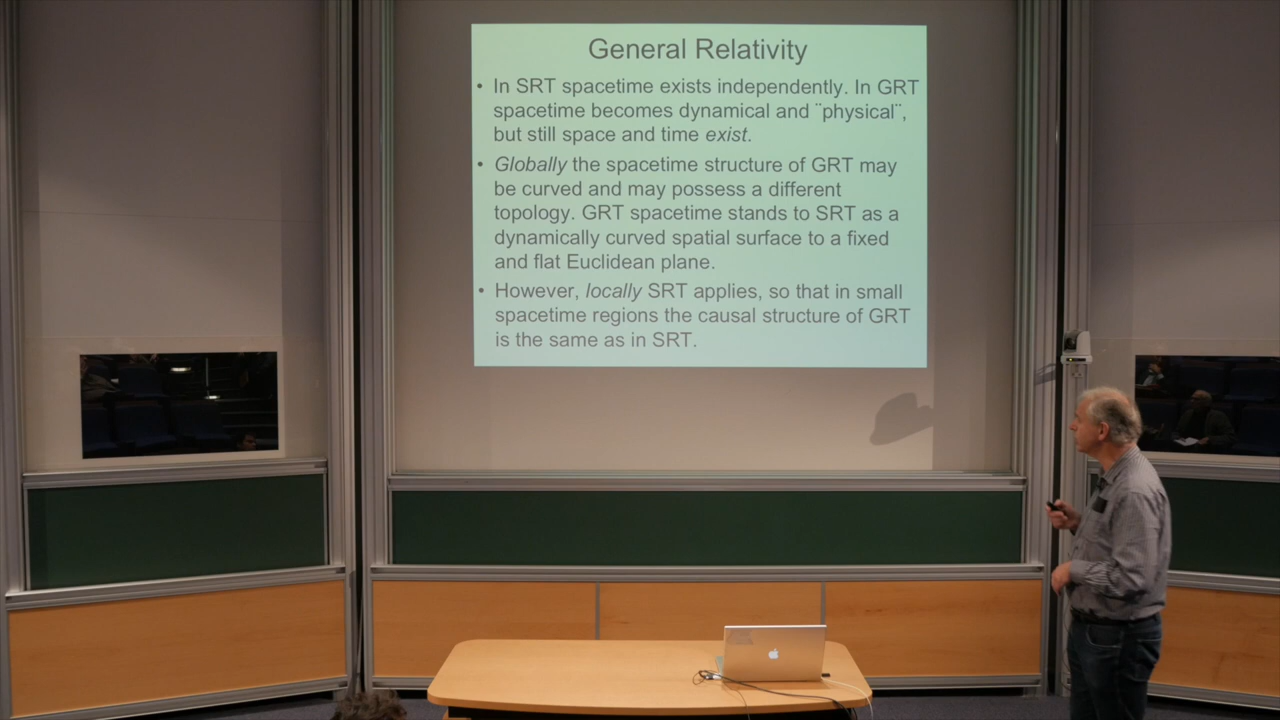 General Relativity
• In SRT spacetime exists independently. In GRT
spacetime becomes dynamical and ¨physical¨,
but still space and time exist.
• Globally the spacetime structure of GRT may
be curved and may possess a different
topology. GRT spacetime stands to SRT as a
dynamically curved spatial surface to a fixed
and flat Euclidean plane.
• However, locally SRT applies, so that in small
spacetime regions the causal structure of GRT
is the same as in SRT.